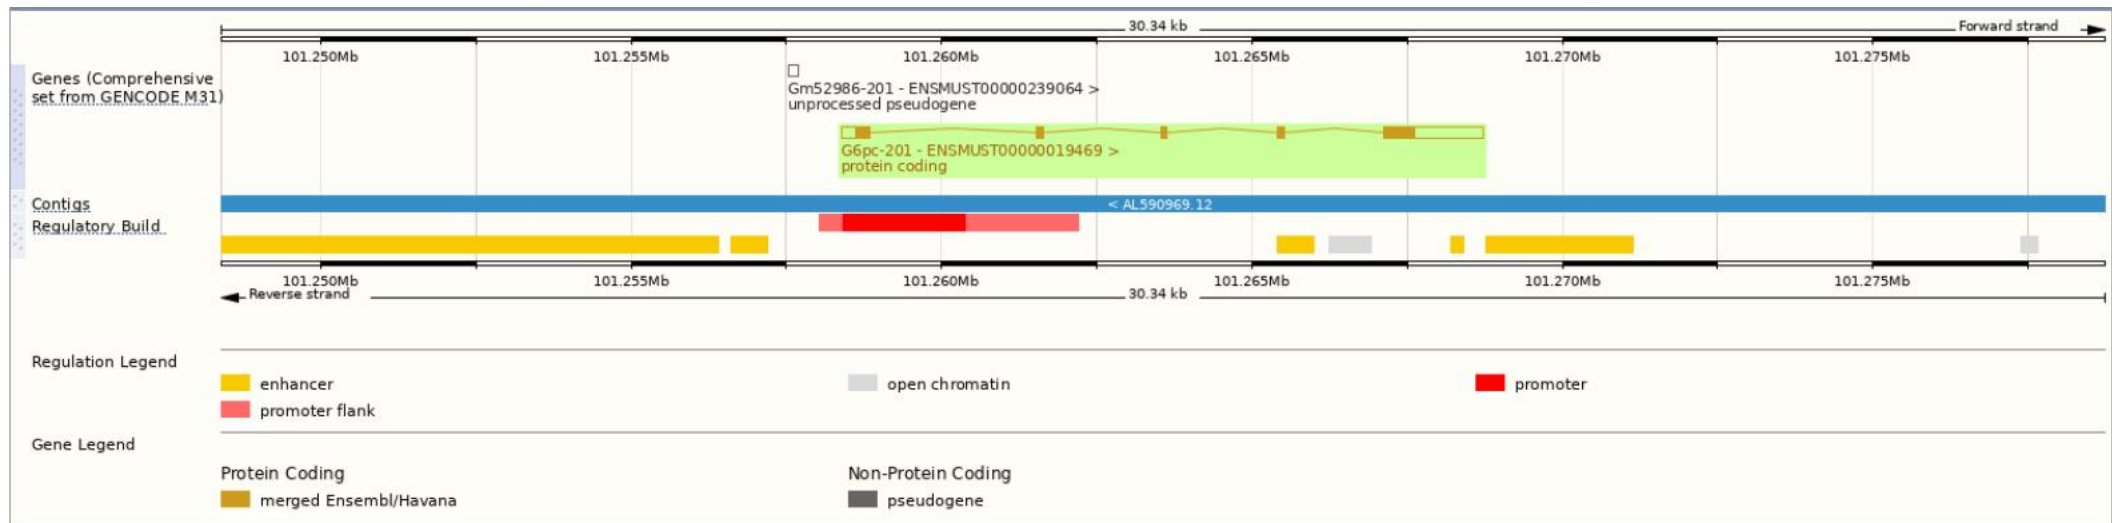 30.34 kb
Forward strand
101.250Mb 101.255Mb 101.260Mb 101.265Mb 101.270Mb 101.275Mb
Genes (Comprehensive
set from GENCODE M31)
Gm52986-201 - ENSMUST00000239064 >
unprocessed pseudogene
G6pc-201 - ENSMUST00000019469 >
protein coding
Contigs
< AL590969.12
Regulatory Build
101.250Mb 101.255Mb 101.260Mb 101.265Mb 101.270Mb 101.275Mb
Reverse strand
30.34 kb
Regulation Legend
enhancer
open chromatin
promoter
promoter flank
Gene Legend
Protein Coding
Non-Protein Coding
merged Ensembl/Havana
pseudogene